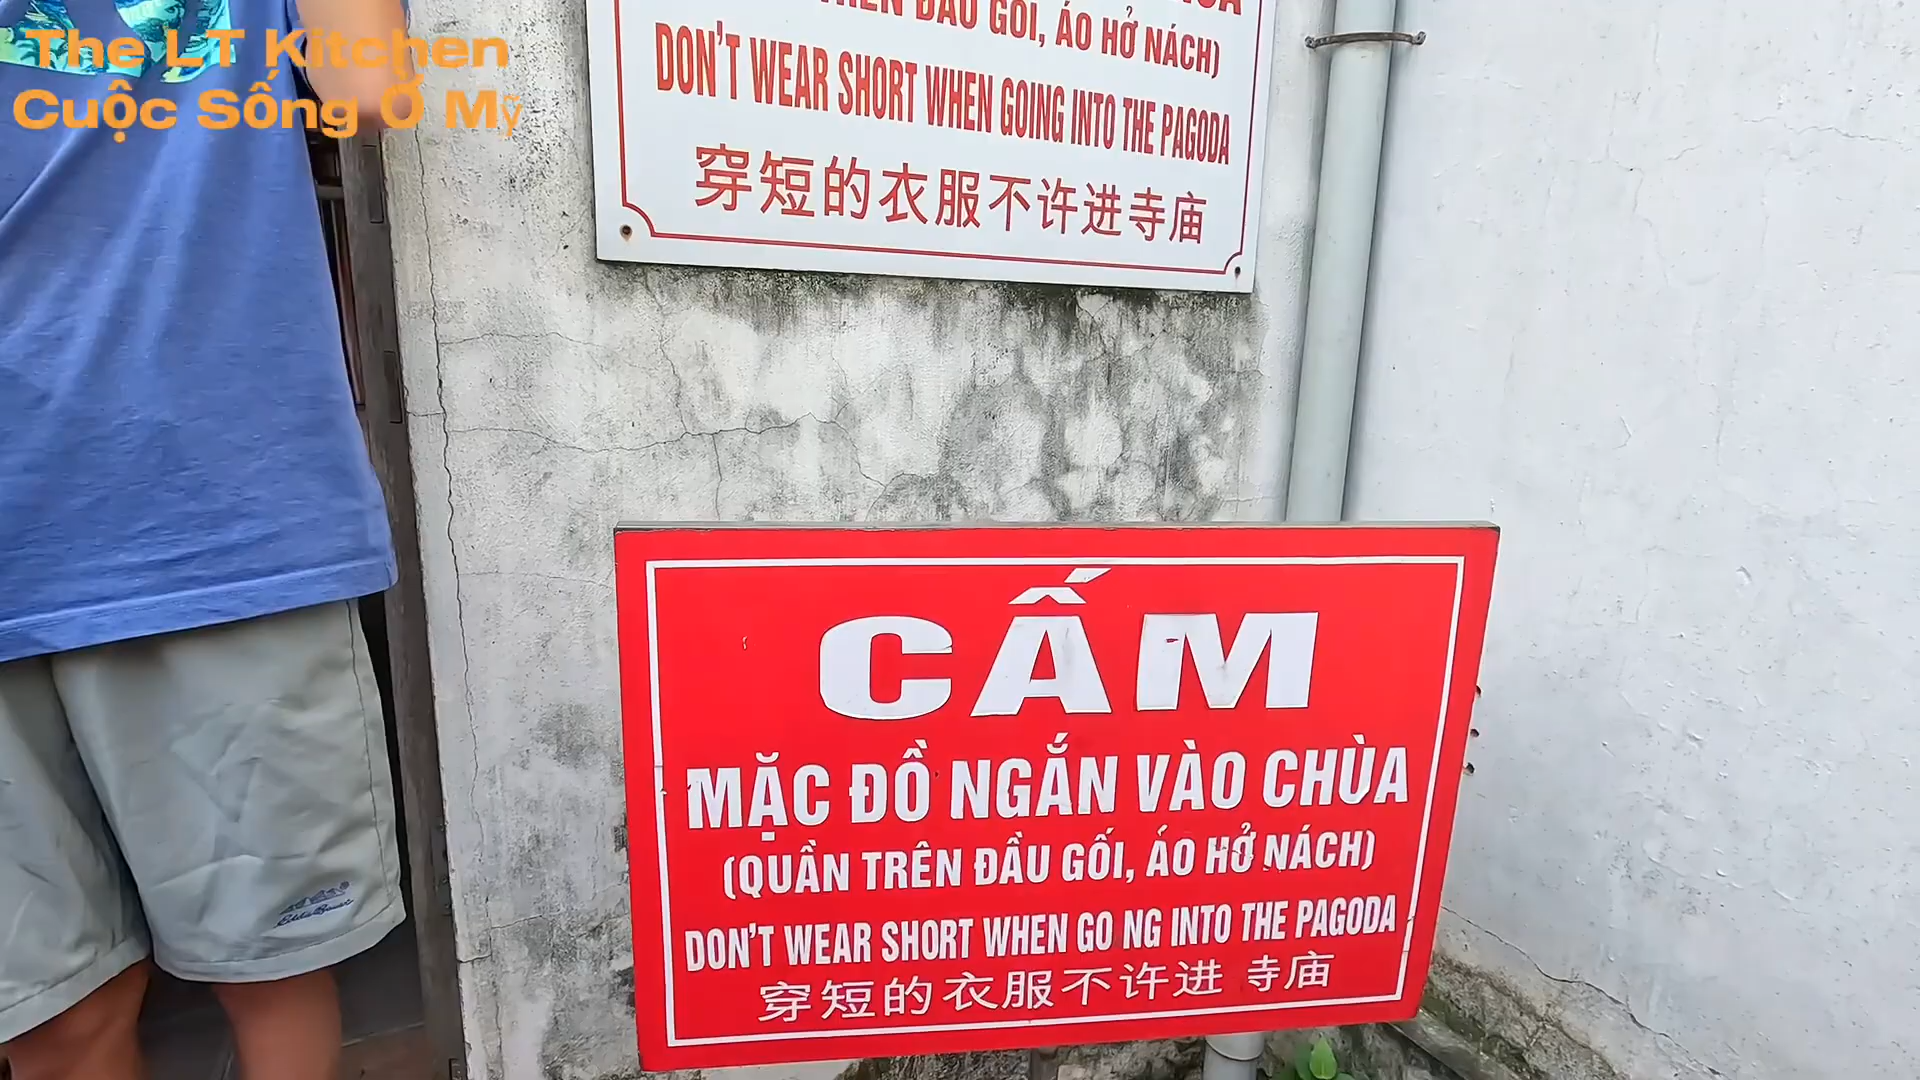 The LT Kitchen
Cuộc Sống Ở Mỹ
TRÊN ĐẦU GỐI, ÁO HỞ NÁCH)
DON'T WEAR SHORT WHEN GOING INTO THE PAGODA
穿短的衣服不许进寺庙
CẤM
MẶC ĐỒ NGẮN VÀO CHÙA
(QUẦN TRÊN ĐẦU GỐI, ÁO HỞ NÁCH)
DON'T WEAR SHORT WHEN GO NG INTO THE PAGODA
穿短的衣服不许进 寺庙
Eddie Bauer